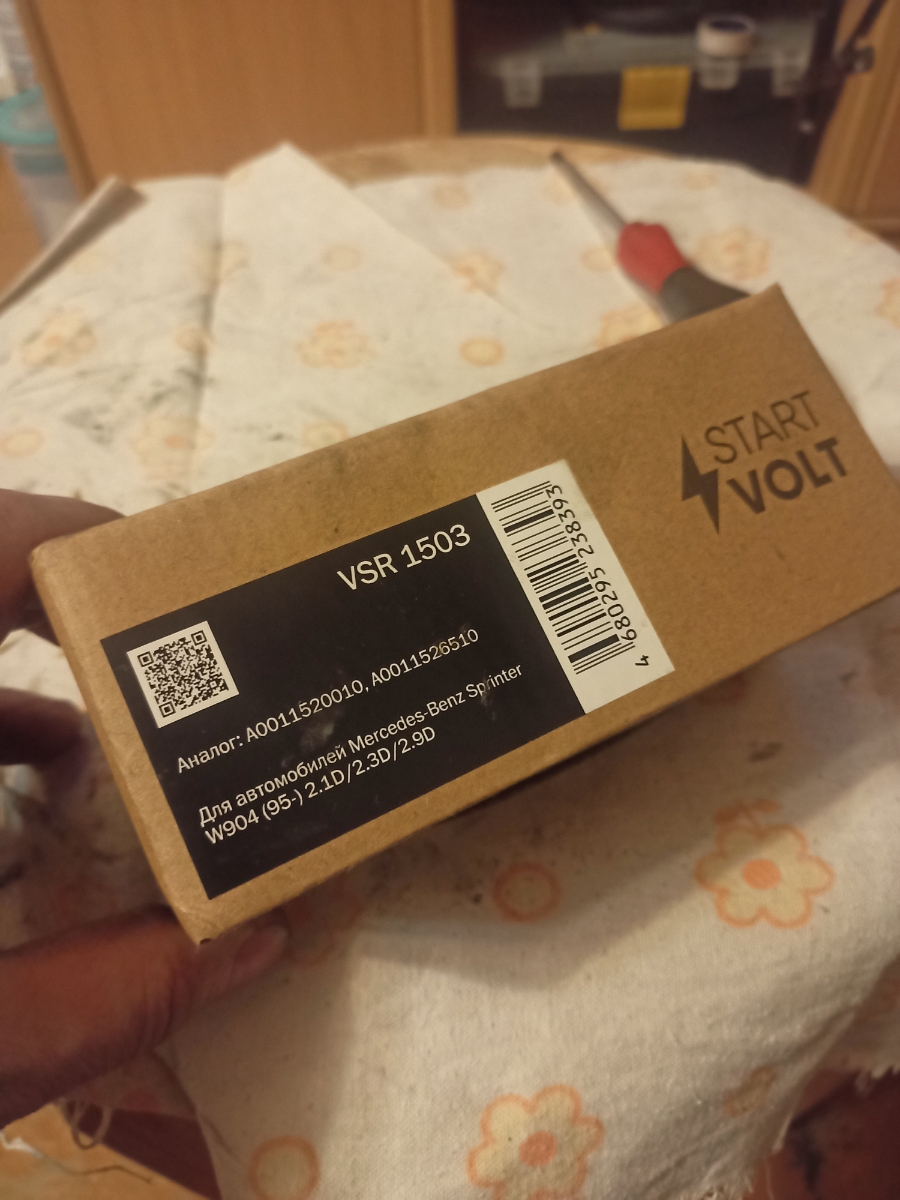 START
VOLT
VSR 1503
Аналог: A0011520010, A0011526510
Для автомобилей Mercedes-Benz Sprinter
W904 (95-) 2.1D/2.3D/2.9D
4 680295 238393